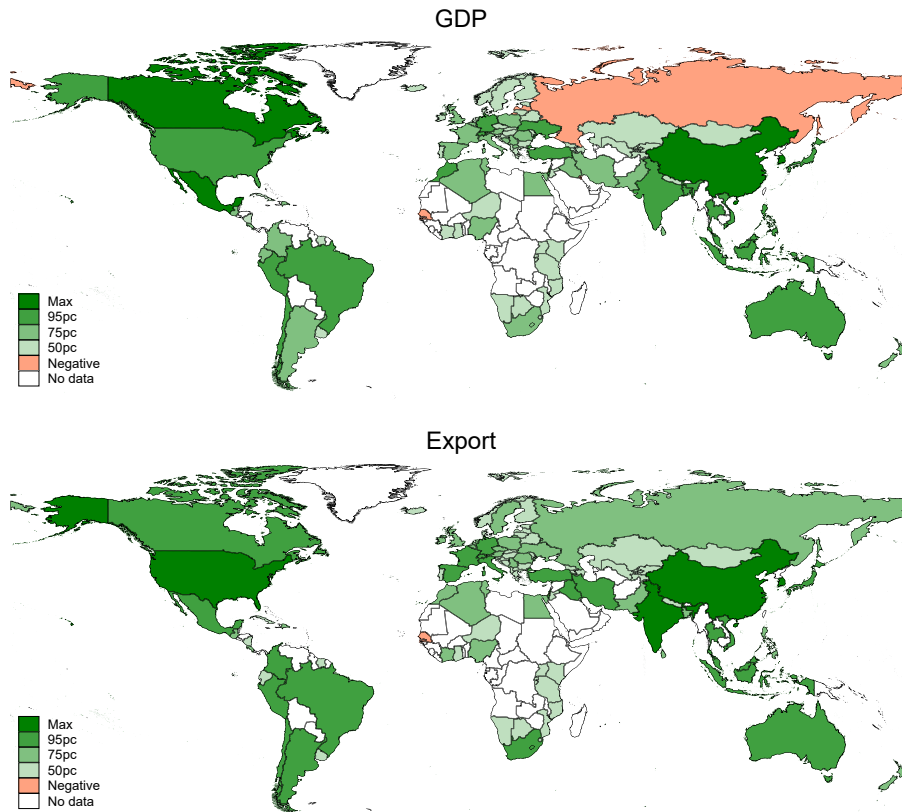 GDP
Max
95pc
75pc
50pc
Negative
No data
Export
Max
95pc
75pc
50pc
Negative
No data